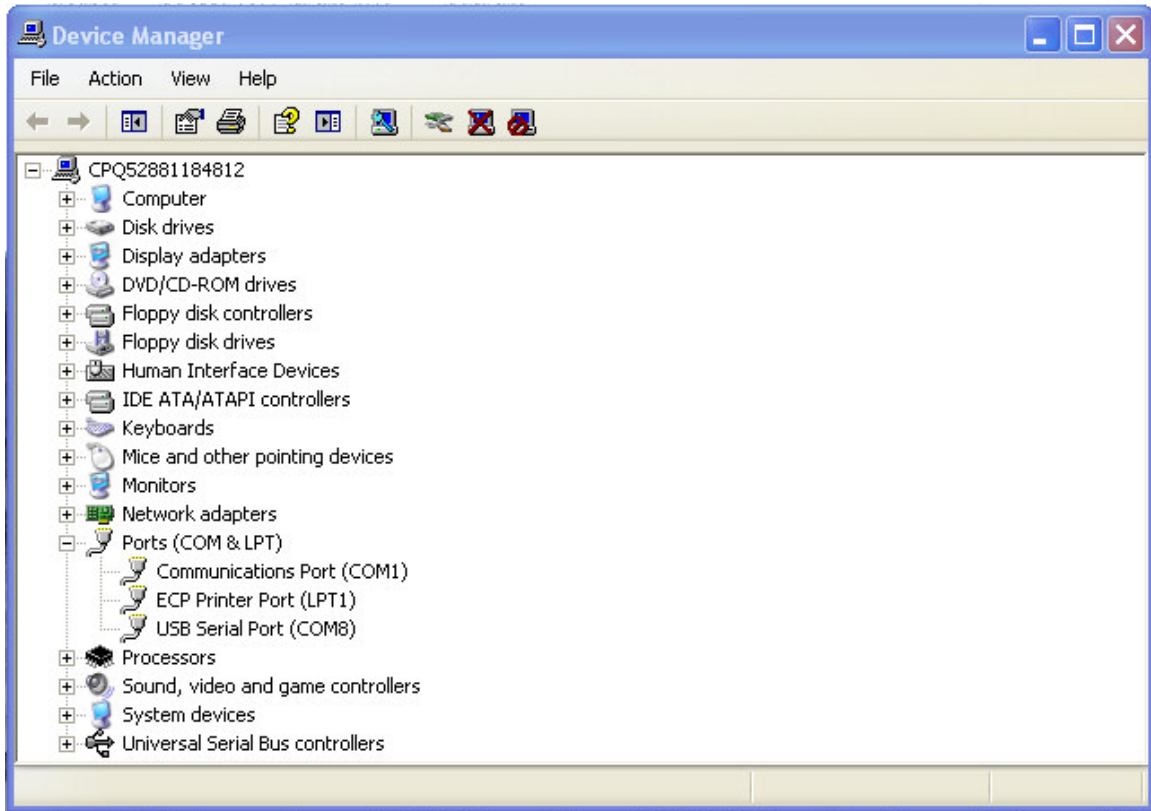 Device Manager
File Action View Help
CPQ52881184812
Computer
Disk drives
Display adapters
DVD/CD-ROM drives
Floppy disk controllers
Floppy disk drives
Human Interface Devices
IDE ATA/ATAPI controllers
Keyboards
Mice and other pointing devices
Monitors
Network adapters
Ports (COM & LPT)
Communications Port (COM1)
ECP Printer Port (LPT1)
USB Serial Port (COM8)
Processors
Sound, video and game controllers
System devices
Universal Serial Bus controllers